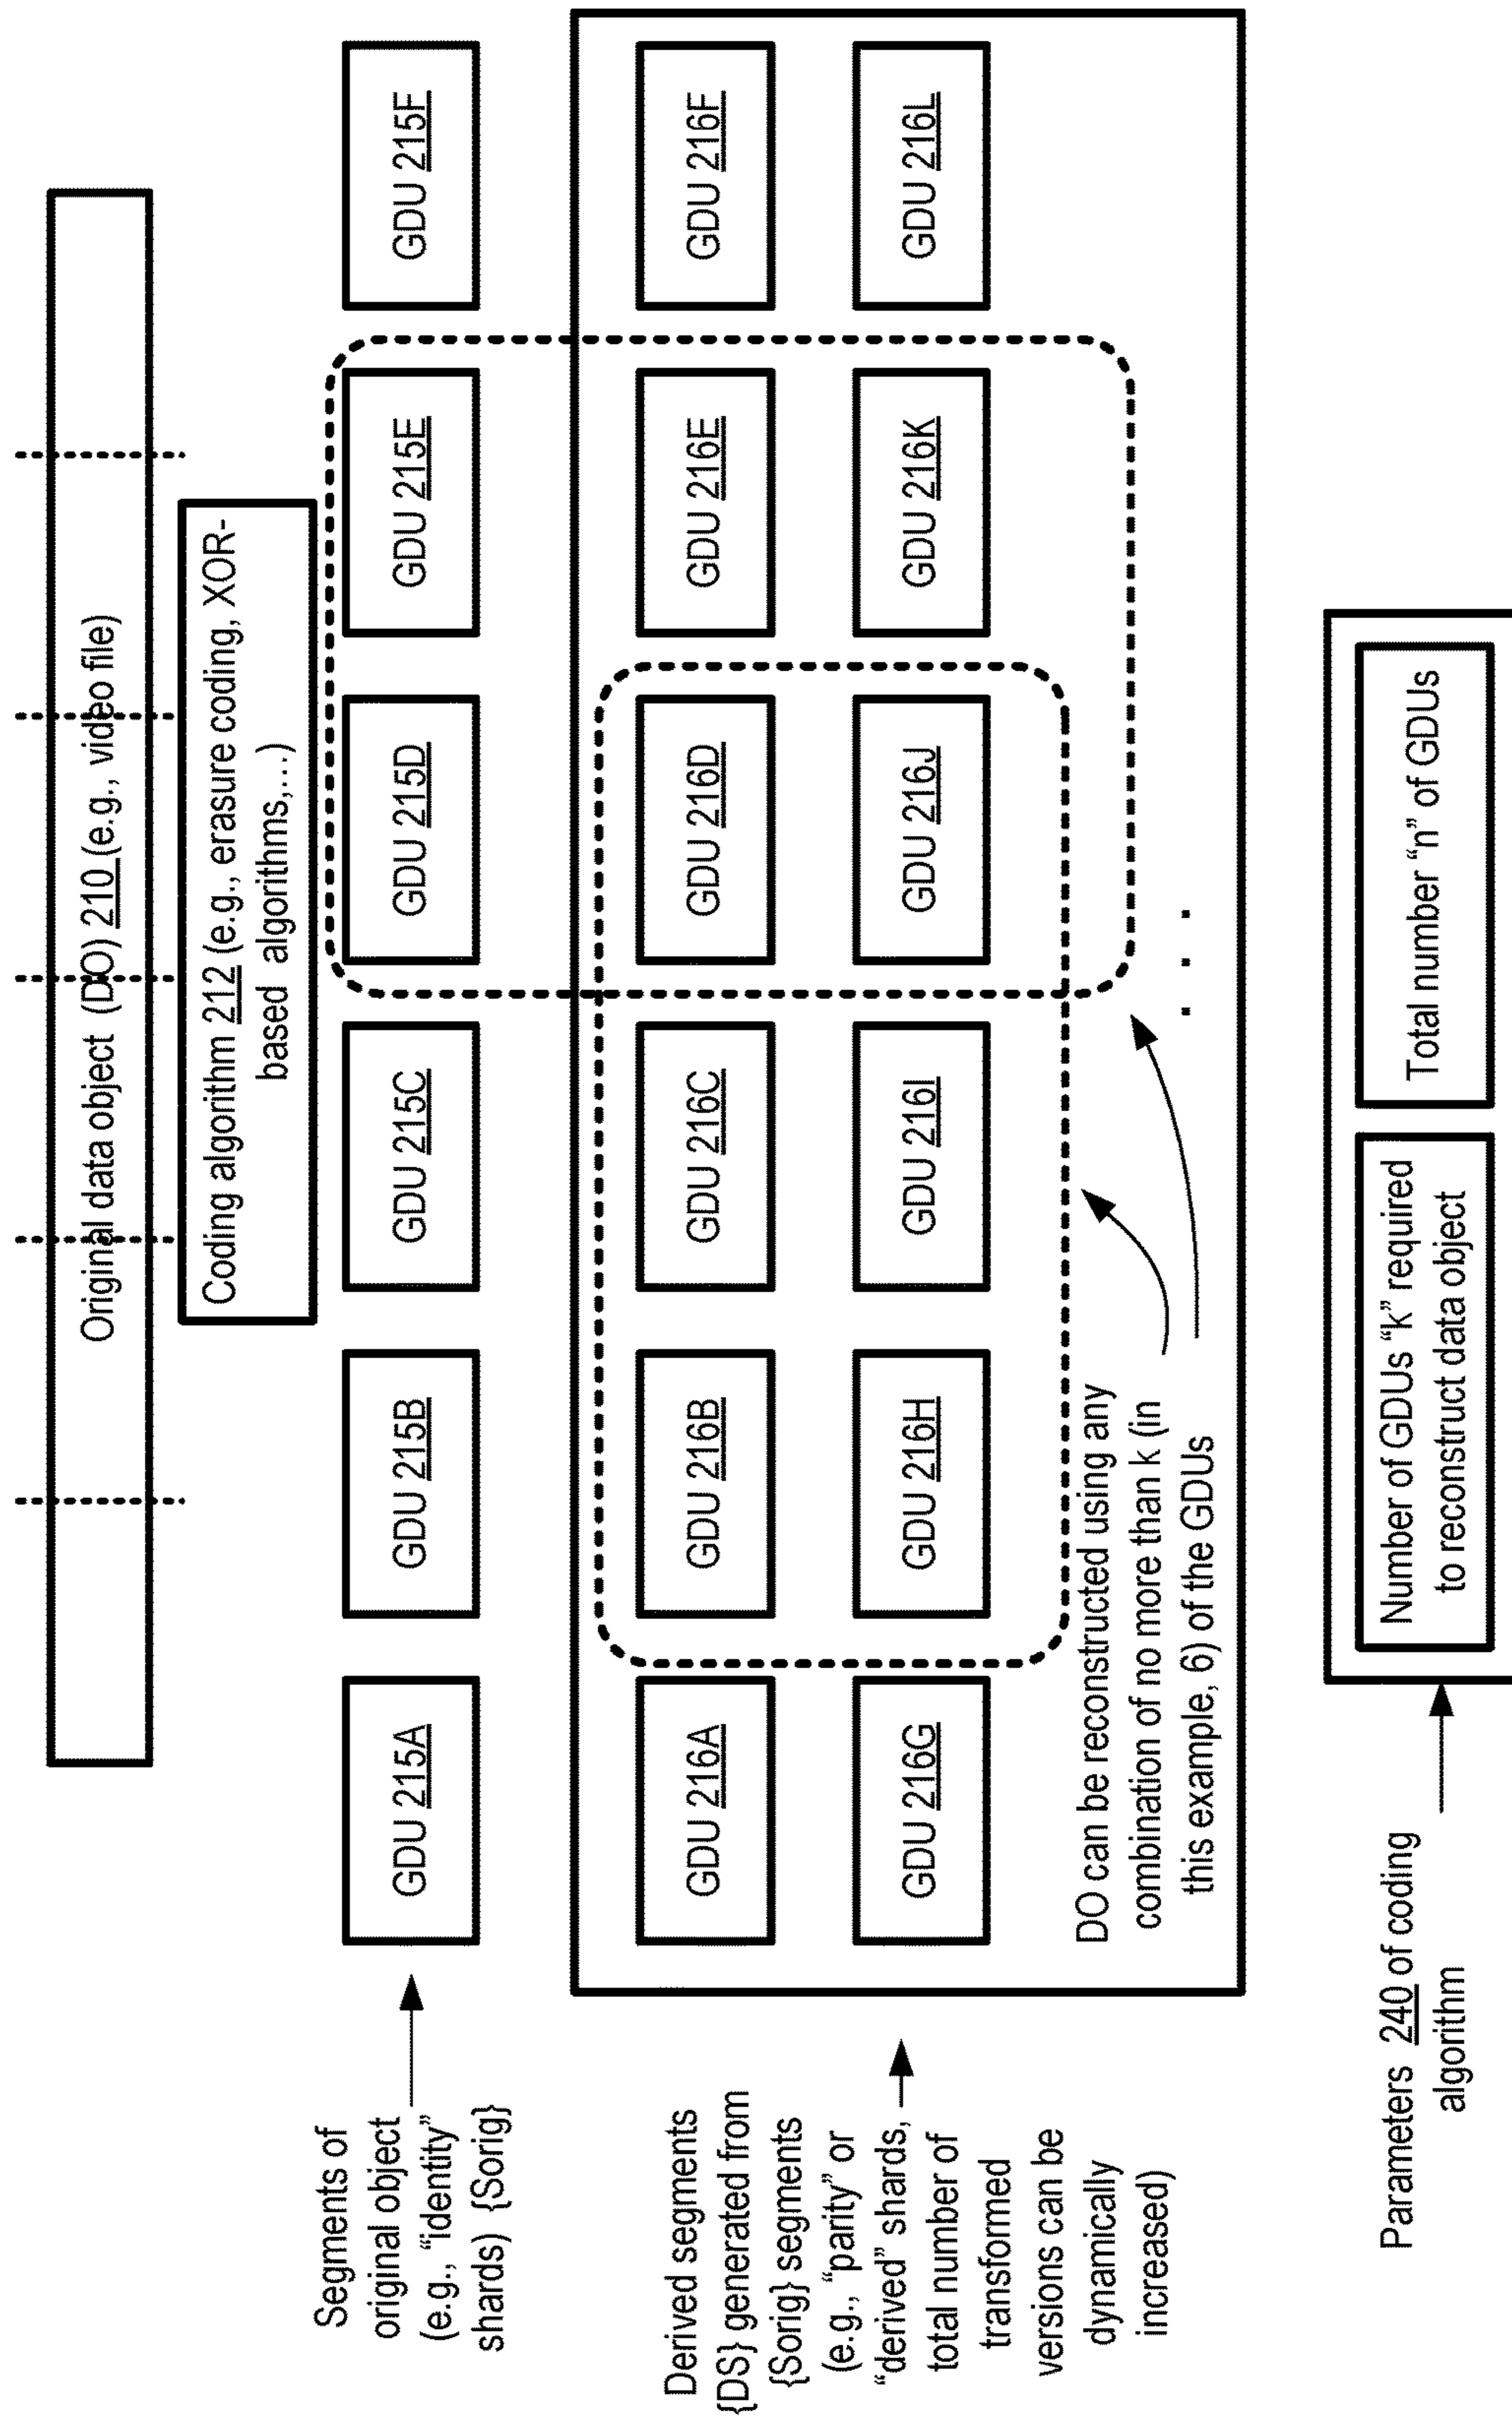 Original data object (DO) 210 (e.g., video file)
Coding algorithm 212 (e.g., erasure coding, XOR-
based algorithms,…)
Segments of
original object
(e.g., “identity”
shards) {Sorig}
GDU 215A
GDU 215B
GDU 215C
GDU 215D
GDU 215E
GDU 215F
Derived segments
{DS} generated from
{Sorig} segments
(e.g., “parity” or
“derived” shards,
total number of
transformed
versions can be
dynamically
increased)
GDU 216A
GDU 216B
GDU 216C
GDU 216D
GDU 216E
GDU 216F
GDU 216G
GDU 216H
GDU 216I
GDU 216J
GDU 216K
GDU 216L
DO can be reconstructed using any
combination of no more than k (in
this example, 6) of the GDUs
. . .
Parameters 240 of coding
algorithm
Number of GDUs “k” required
to reconstruct data object
Total number “n” of GDUs